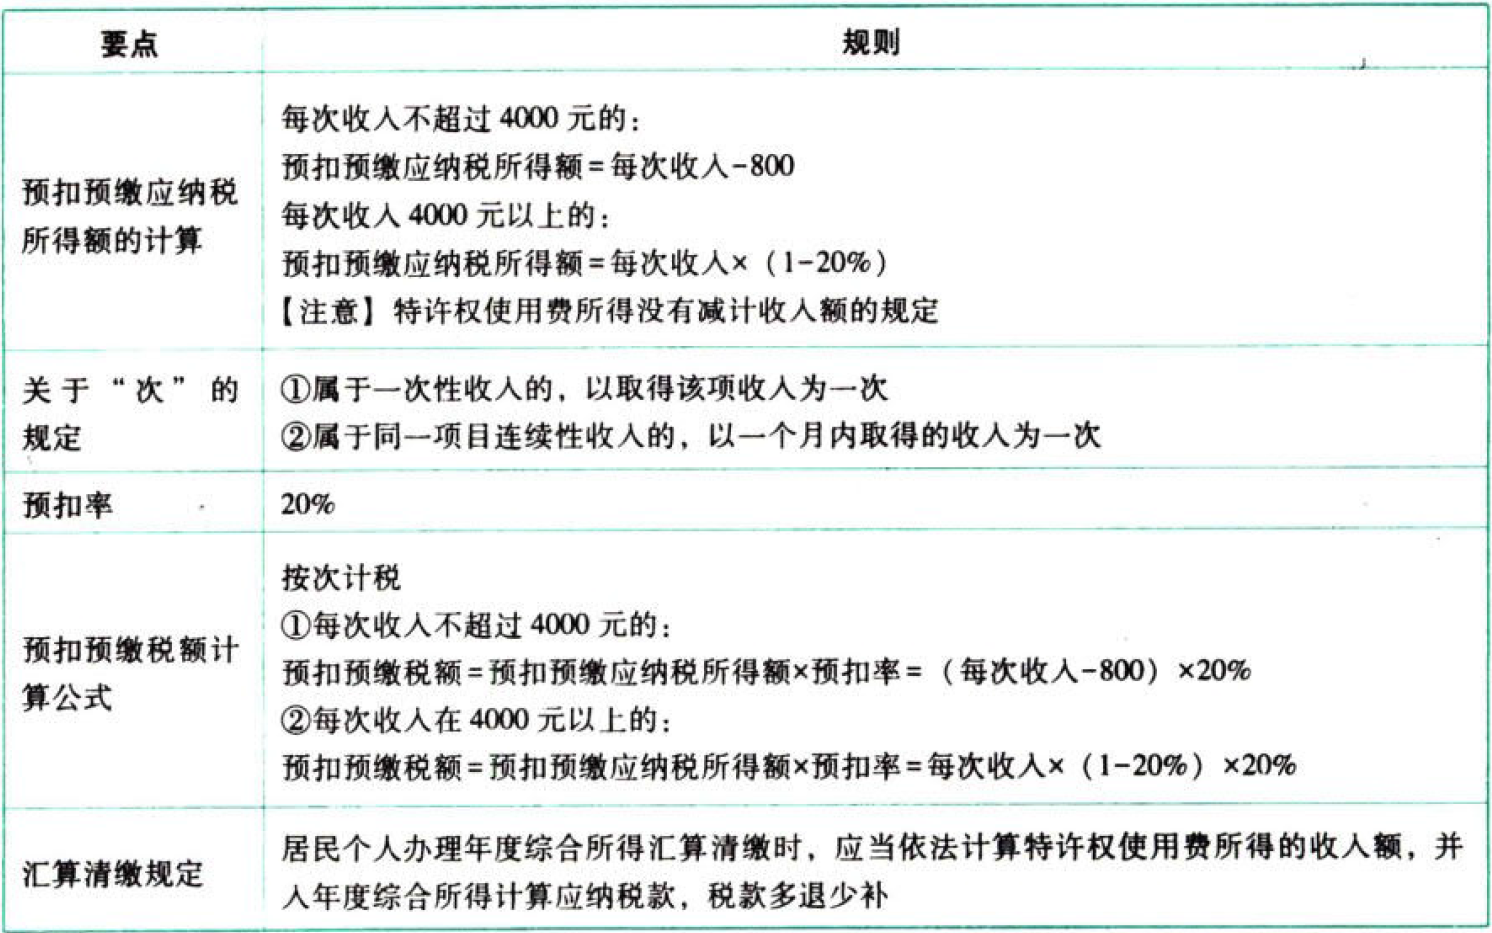 要点
规则
预扣预缴应纳税
所得额的计算
每次收入不超过 4000 元的：
预扣预缴应纳税所得额=每次收入-800
每次收入 4000 元以上的：
预扣预缴应纳税所得额=每次收入×（1-20%）
【注意】特许权使用费所得没有减计收入额的规定
关于“次”的
规定
①属于一次性收入的，以取得该项收入为一次
②属于同一项目连续性收入的，以一个月内取得的收入为一次
预扣率
20%
预扣预缴税额计
算公式
按次计税
①每次收入不超过 4000 元的：
预扣预缴税额=预扣预缴应纳税所得额×预扣率=（每次收入-800）×20%
②每次收入在 4000 元以上的：
预扣预缴税额=预扣预缴应纳税所得额×预扣率=每次收入×（1-20%）×20%
汇算清缴规定
居民个人办理年度综合所得汇算清缴时，应当依法计算特许权使用费所得的收入额，并
入年度综合所得计算应纳税款，税款多退少补